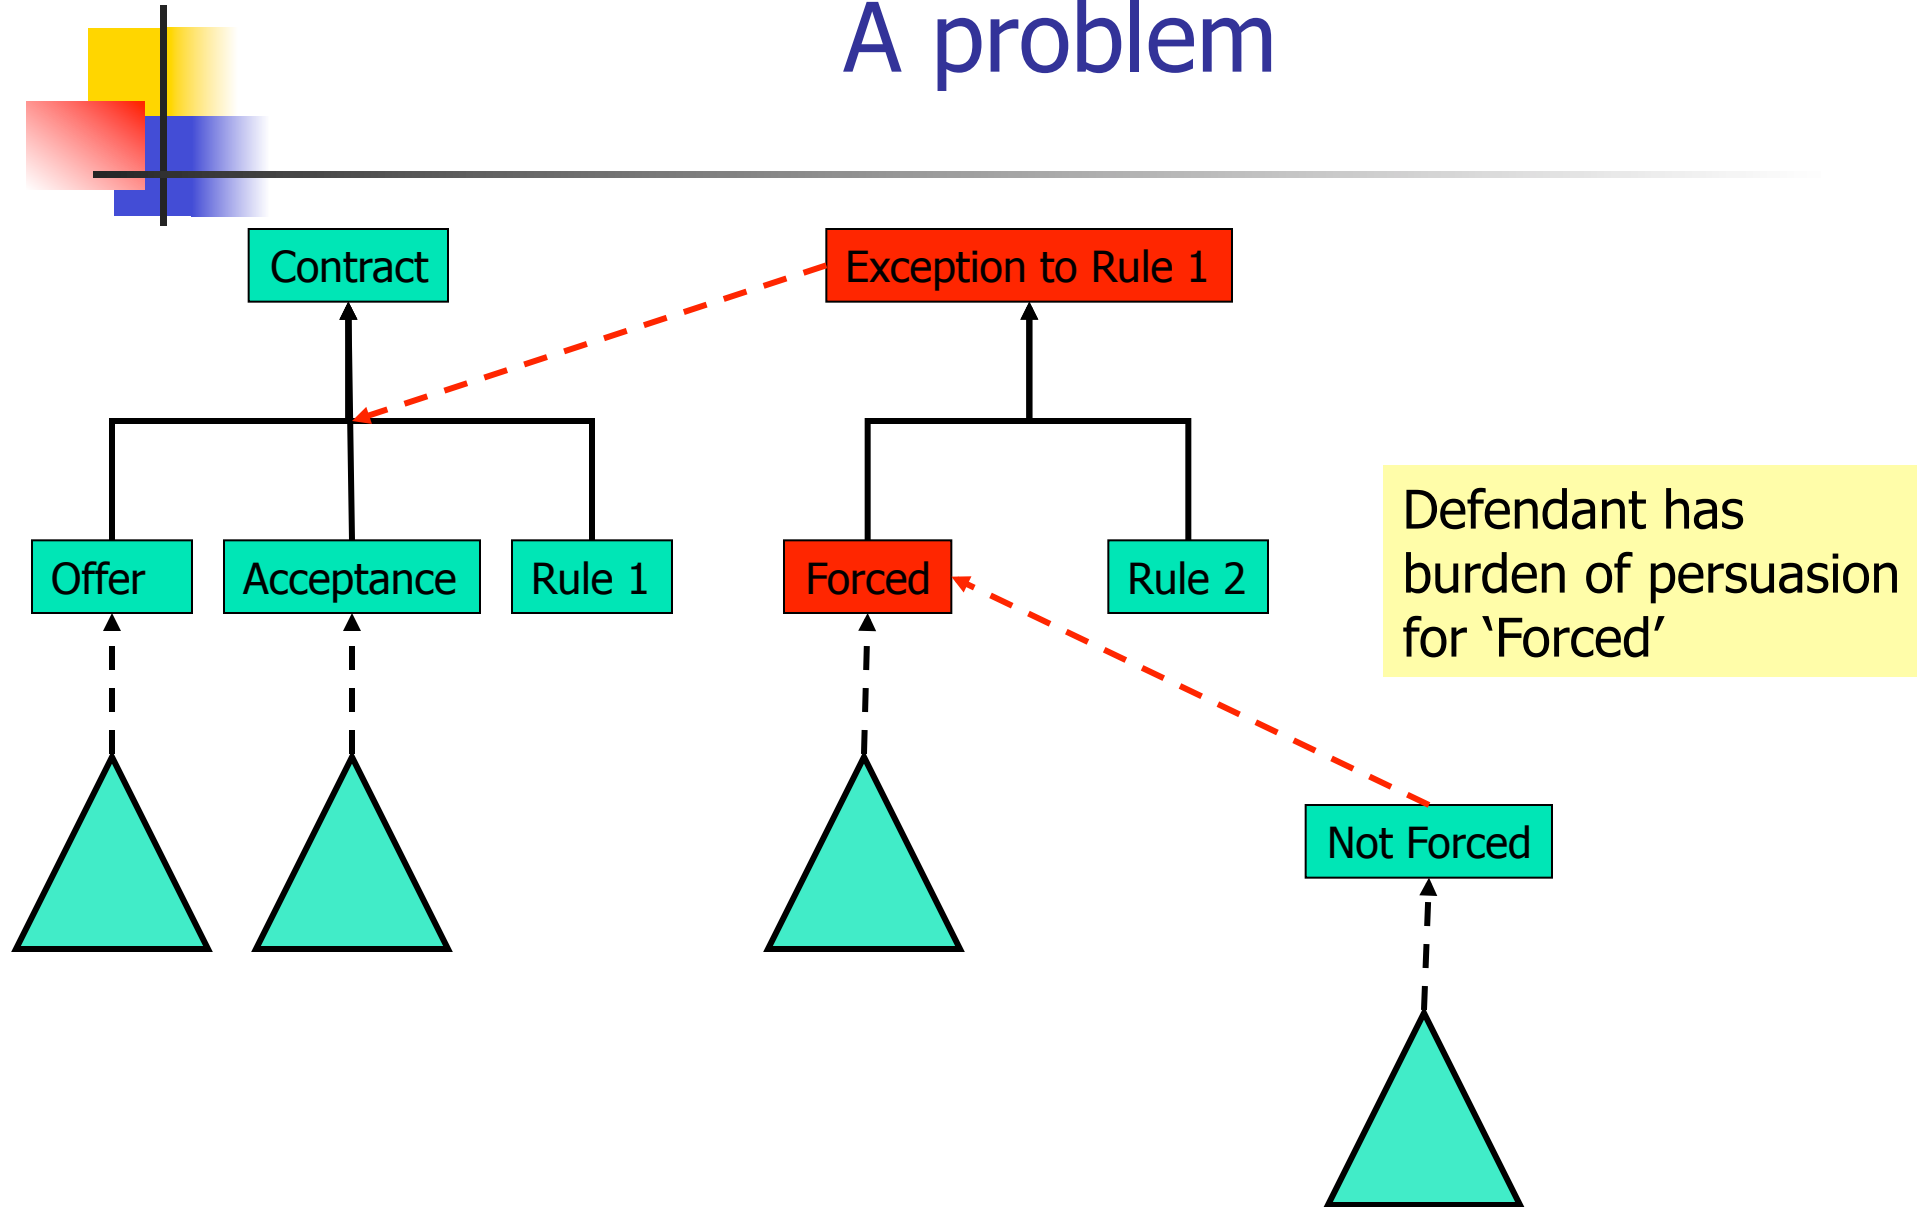 A problem
Contract
Exception to Rule 1
Offer
Acceptance
Rule 1
Forced
Rule 2
Defendant has
burden of persuasion
for ‘Forced’
Not Forced